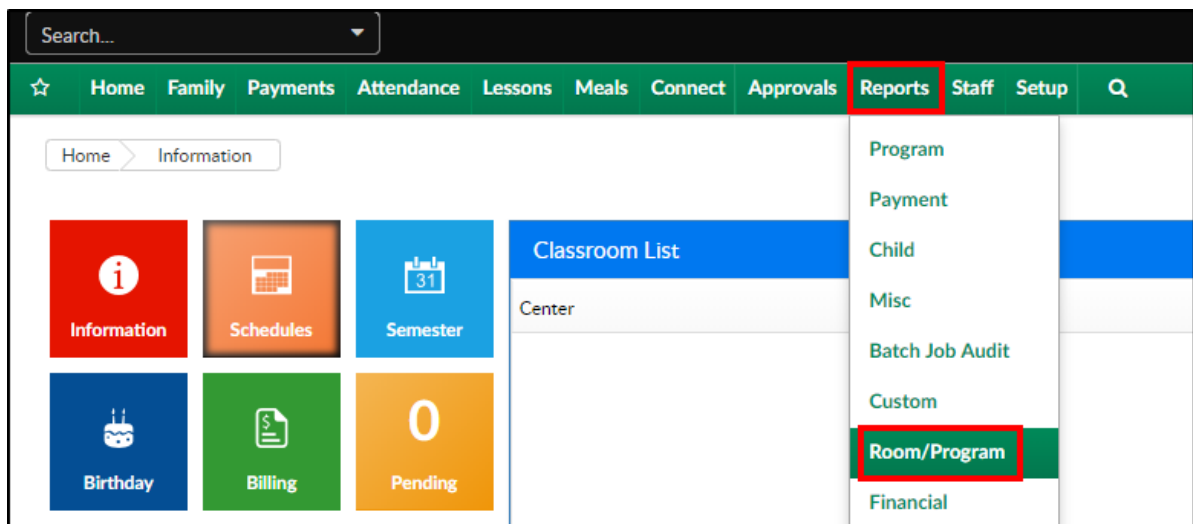 Search...
Home Family Payments Attendance Lessons Meals Connect Approvals Reports Staff Setup
Home Information
Program
Payment
Child
Misc
Batch Job Audit
Custom
Room/Program
Financial
i
Information
Schedules
31
Semester
Classroom List
Center
Birthday
$
Billing
0
Pending